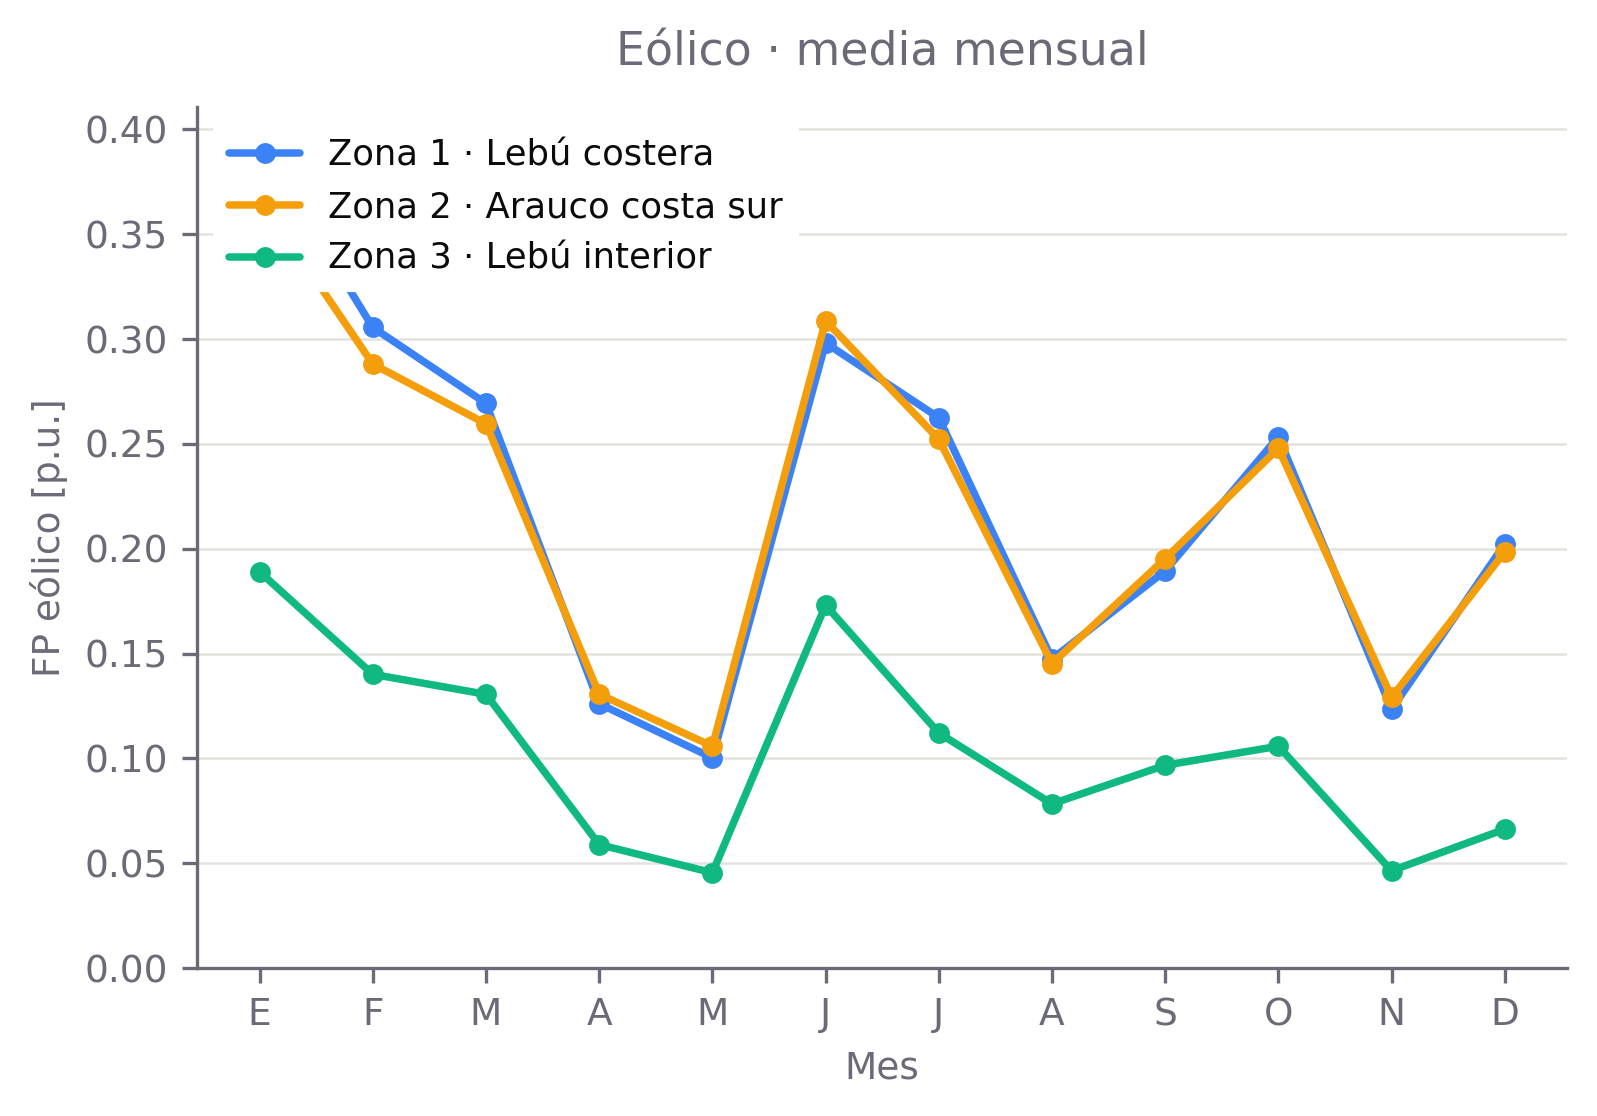 Eólico · media mensual
Zona 1 · Lebú costera
Zona 2 · Arauco costa sur
Zona 3 · Lebú interior
FP eólico [p.u.]
0.40
0.35
0.30
0.25
0.20
0.15
0.10
0.05
0.00
E F M A M J J A S O N D
Mes